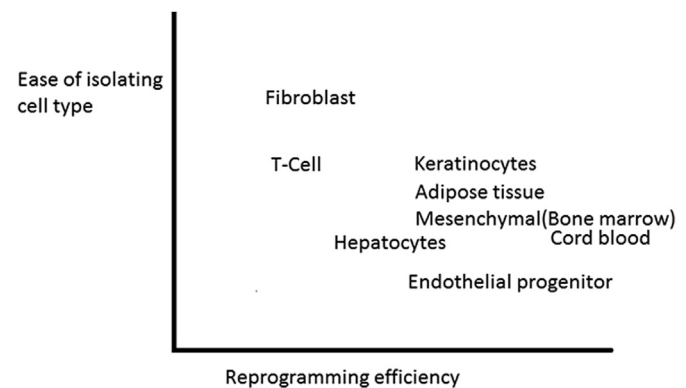 Ease of isolating
cell type
Fibroblast
T-Cell
Keratinocytes
Adipose tissue
Mesenchymal(Bone marrow)
Cord blood
Hepatocytes
Endothelial progenitor
Reprogramming efficiency